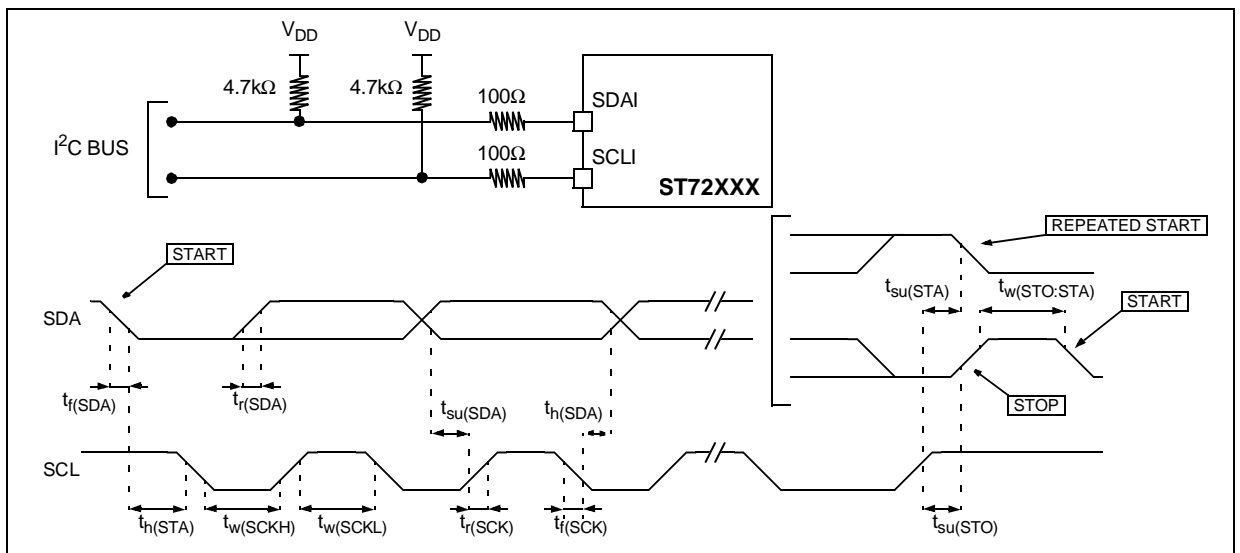 VDD VDD
4.7kΩ 4.7kΩ
100Ω
SDAI
I²C BUS
100Ω
SCLI
ST72XXX
REPEATED START
START
tsu(STA)
tw(STO:STA)
START
SDA
tf(SDA)
tr(SDA)
tsu(SDA)
th(SDA)
STOP
SCL
th(STA)
tw(SCKH)
tw(SCKL)
tr(SCK)
tf(SCK)
tsu(STO)